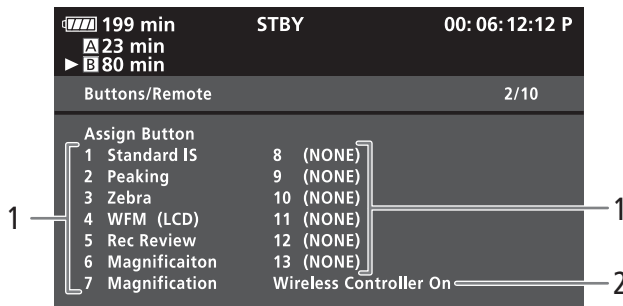 199 min STBY 00:06:12:12 P
A 23 min
▶ B 80 min
Buttons/Remote 2/10
Assign Button
1 Standard IS 8 (NONE)
2 Peaking 9 (NONE)
3 Zebra 10 (NONE)
4 WFM (LCD) 11 (NONE)
5 Rec Review 12 (NONE)
6 Magnificaiton 13 (NONE)
7 Magnification Wireless Controller On
1
1
2